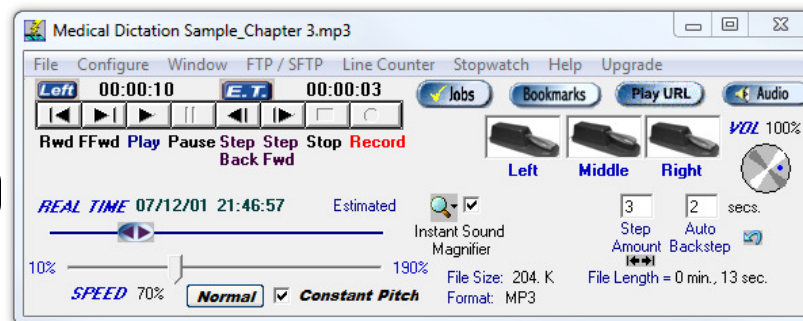 Medical Dictation Sample_Chapter 3.mp3
File Configure Window FTP / SFTP Line Counter Stopwatch Help Upgrade
Left 00:00:10 E.T. 00:00:03 Jobs Bookmarks Play URL Audio
Rwd FFwd Play Pause Step Back Step Fwd Stop Record
VOL 100%
Left Middle Right
REAL TIME 07/12/01 21:46:57 Estimated
3 2 secs.
Instant Sound Magnifier
Step Amount Auto Backstep
10% 190%
File Size: 204. K File Length = 0 min., 13 sec.
SPEED 70% Normal Constant Pitch Format: MP3